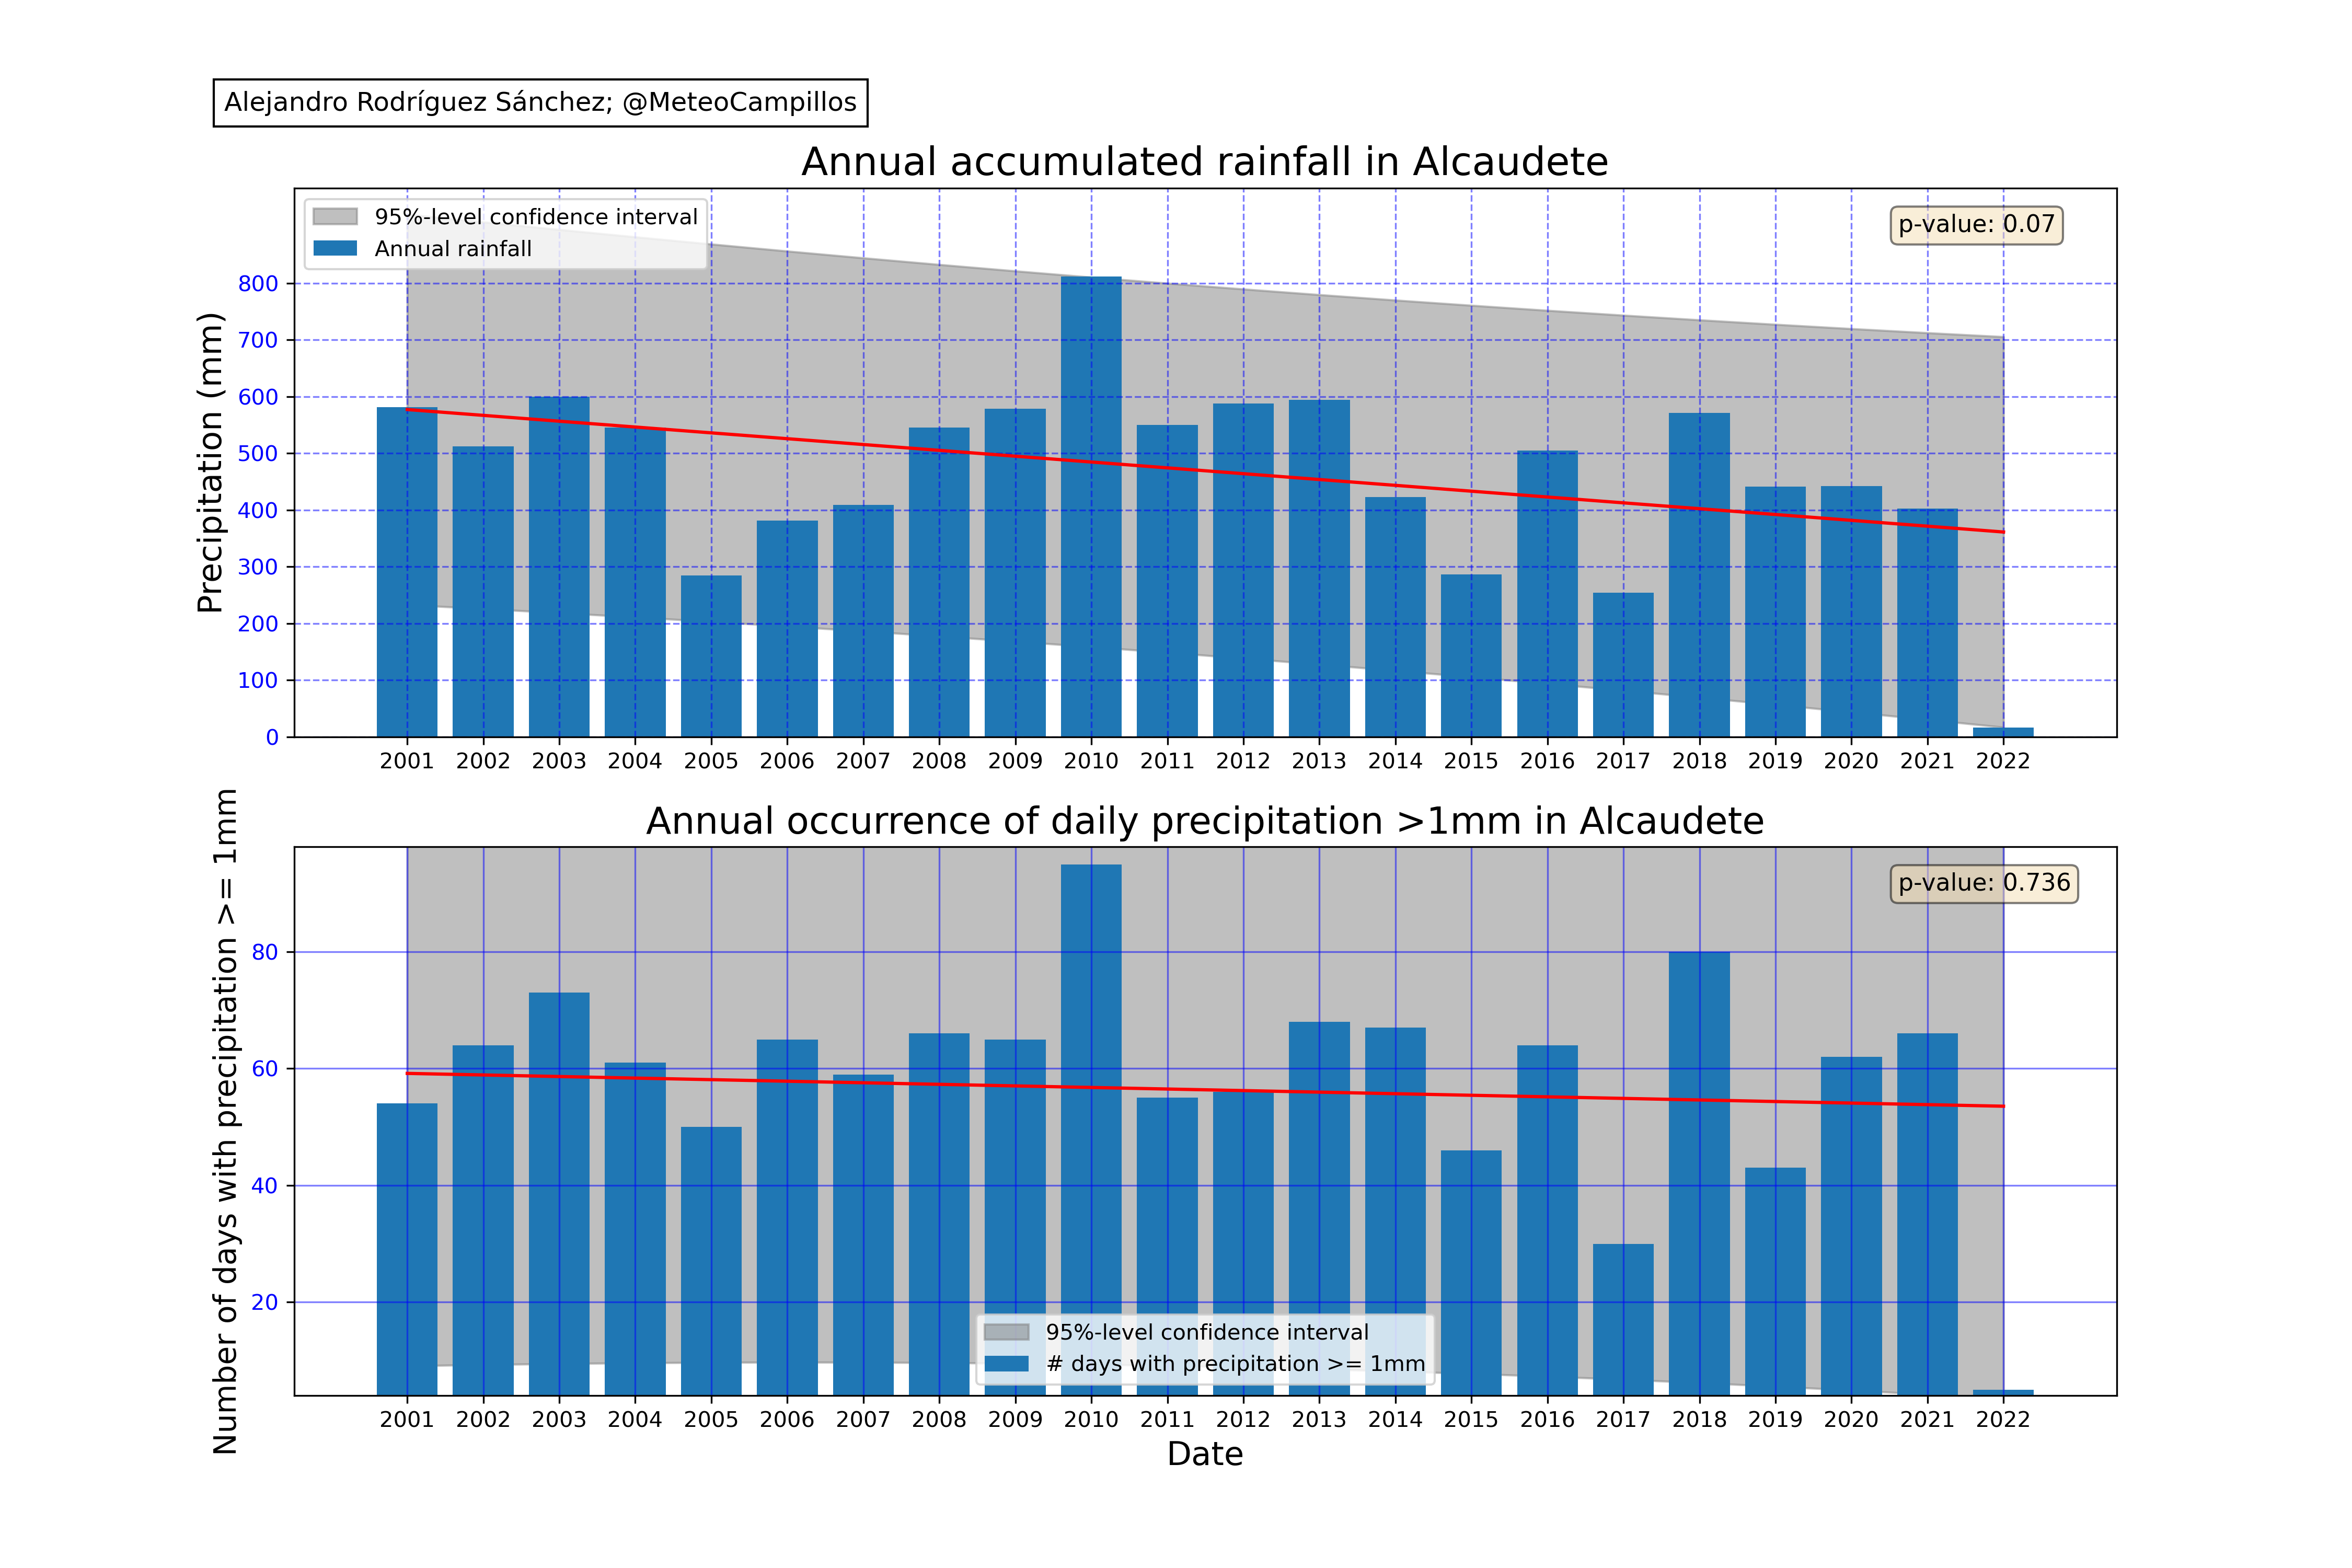 Alejandro Rodríguez Sánchez; @MeteoCampillos
Annual accumulated rainfall in Alcaudete
95%-level confidence interval
Annual rainfall
p-value: 0.07
Precipitation (mm)
800
700
600
500
400
300
200
100
0
2001 2002 2003 2004 2005 2006 2007 2008 2009 2010 2011 2012 2013 2014 2015 2016 2017 2018 2019 2020 2021 2022
Annual occurrence of daily precipitation >1mm in Alcaudete
p-value: 0.736
Number of days with precipitation >= 1mm
80
60
40
20
95%-level confidence interval
# days with precipitation >= 1mm
2001 2002 2003 2004 2005 2006 2007 2008 2009 2010 2011 2012 2013 2014 2015 2016 2017 2018 2019 2020 2021 2022
Date